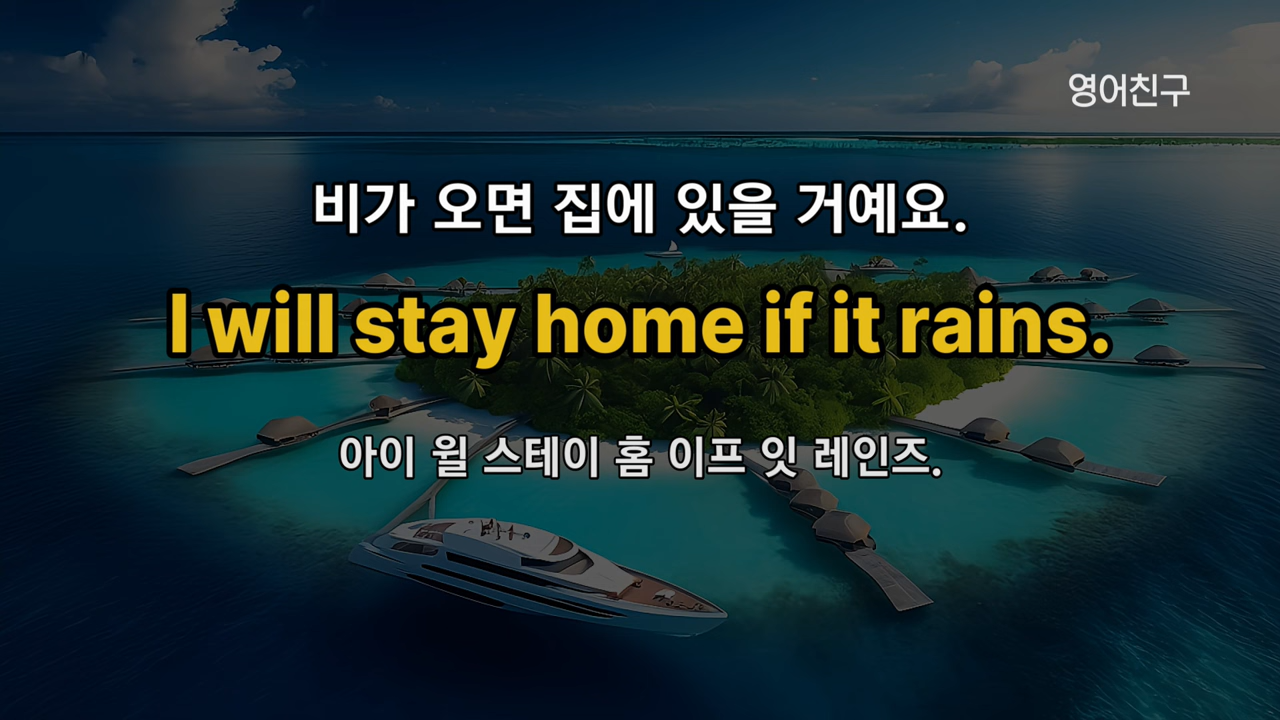 영어친구
비가 오면 집에 있을 거예요.
I will stay home if it rains.
아이 윌 스테이 홈 이프 잇 레인즈.